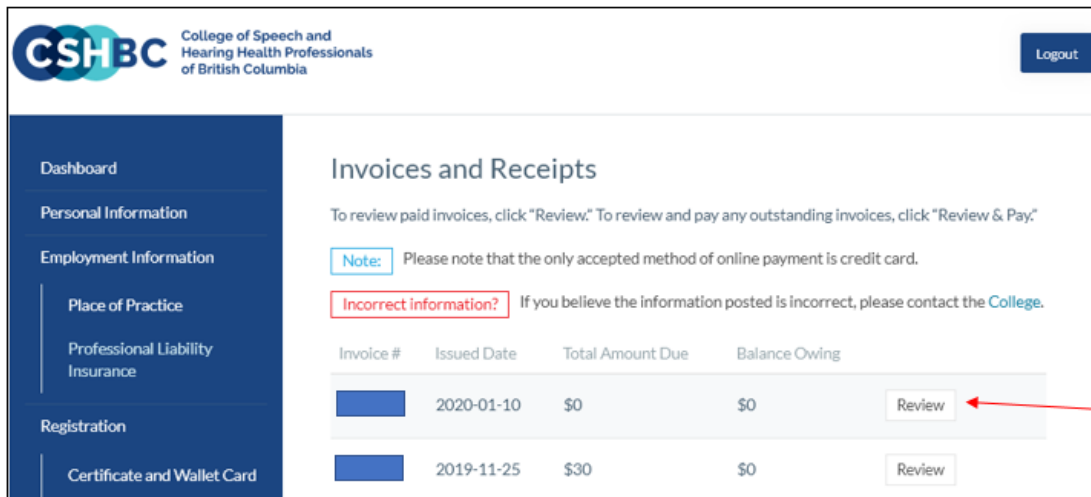 CSHBC
College of Speech and
Hearing Health Professionals
of British Columbia
Logout
Dashboard
Personal Information
Employment Information
Place of Practice
Professional Liability
Insurance
Registration
Certificate and Wallet Card
Invoices and Receipts
To review paid invoices, click "Review." To review and pay any outstanding invoices, click "Review & Pay."
Note: Please note that the only accepted method of online payment is credit card.
Incorrect information? If you believe the information posted is incorrect, please contact the College.
Invoice # Issued Date Total Amount Due Balance Owing
2020-01-10 $0 $0 Review
2019-11-25 $30 $0 Review